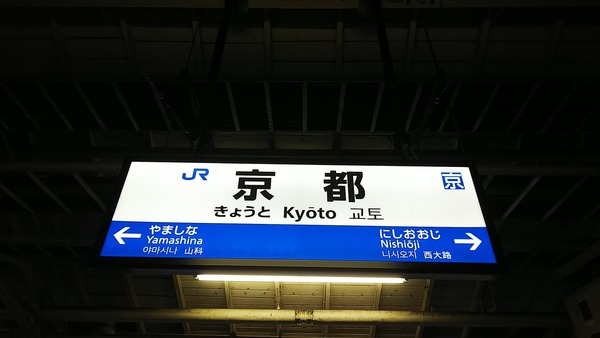 JR 京都 京
きょうと Kyōto 교토
やましな にしおおじ
Yamashina Nishiōji
야마시나 山科 니시오지 西大路